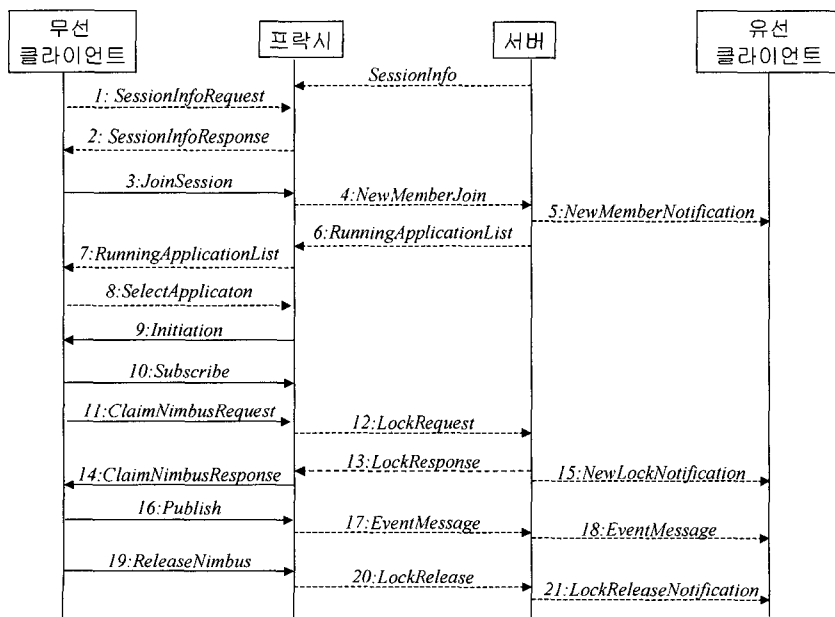 무선
클라이언트
프락시
서버
유선
클라이언트
SessionInfo
1: SessionInfoRequest
2: SessionInfoResponse
3:JoinSession
4:NewMemberJoin
5:NewMemberNotification
6:RunningApplicationList
7:RunningApplicationList
8:SelectApplicaton
9:Initiation
10:Subscribe
11:ClaimNimbusRequest
12:LockRequest
13:LockResponse
14:ClaimNimbusResponse
15:NewLockNotification
16:Publish
17:EventMessage
18:EventMessage
19:ReleaseNimbus
20:LockRelease
21:LockReleaseNotification